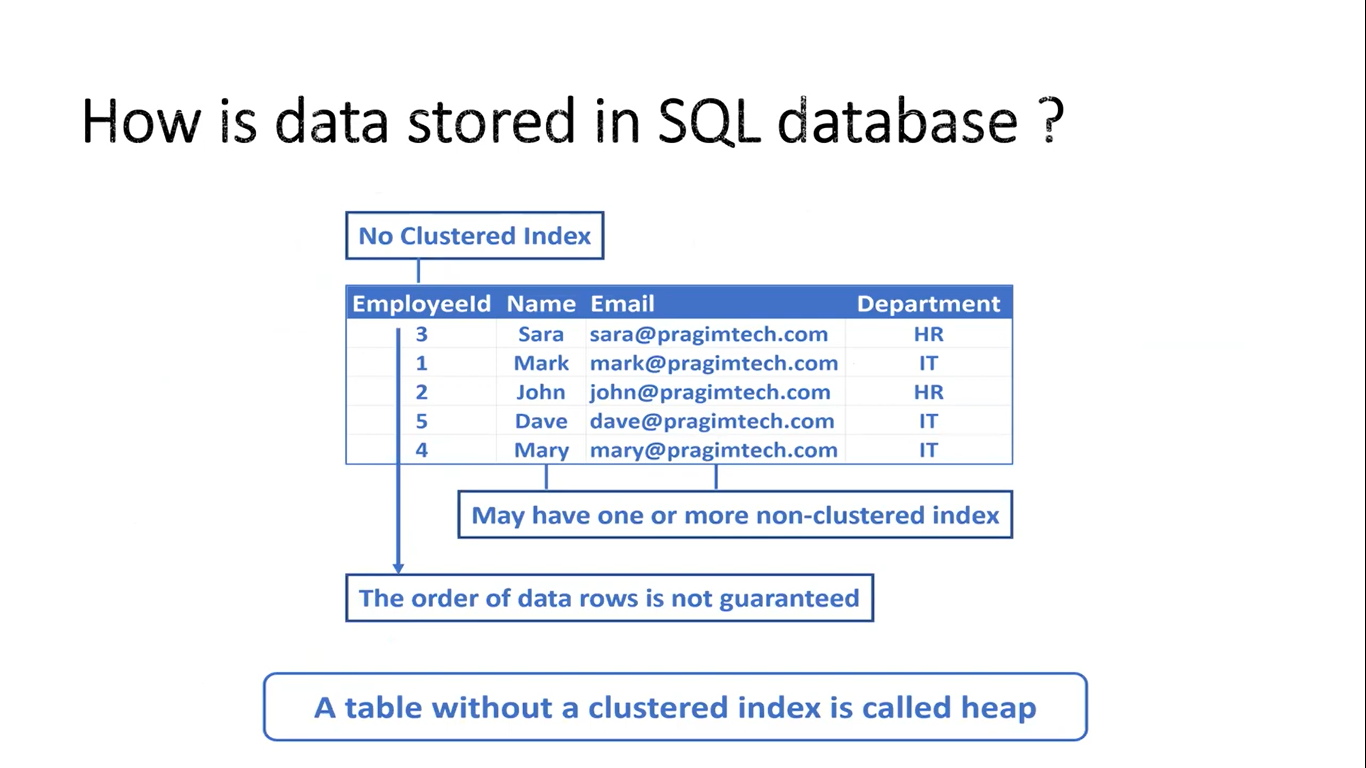 How is data stored in SQL database ?
No Clustered Index
EmployeeId Name Email Department
3 Sara sara@pragimtech.com HR
1 Mark mark@pragimtech.com IT
2 John john@pragimtech.com HR
5 Dave dave@pragimtech.com IT
4 Mary mary@pragimtech.com IT
May have one or more non-clustered index
The order of data rows is not guaranteed
A table without a clustered index is called heap